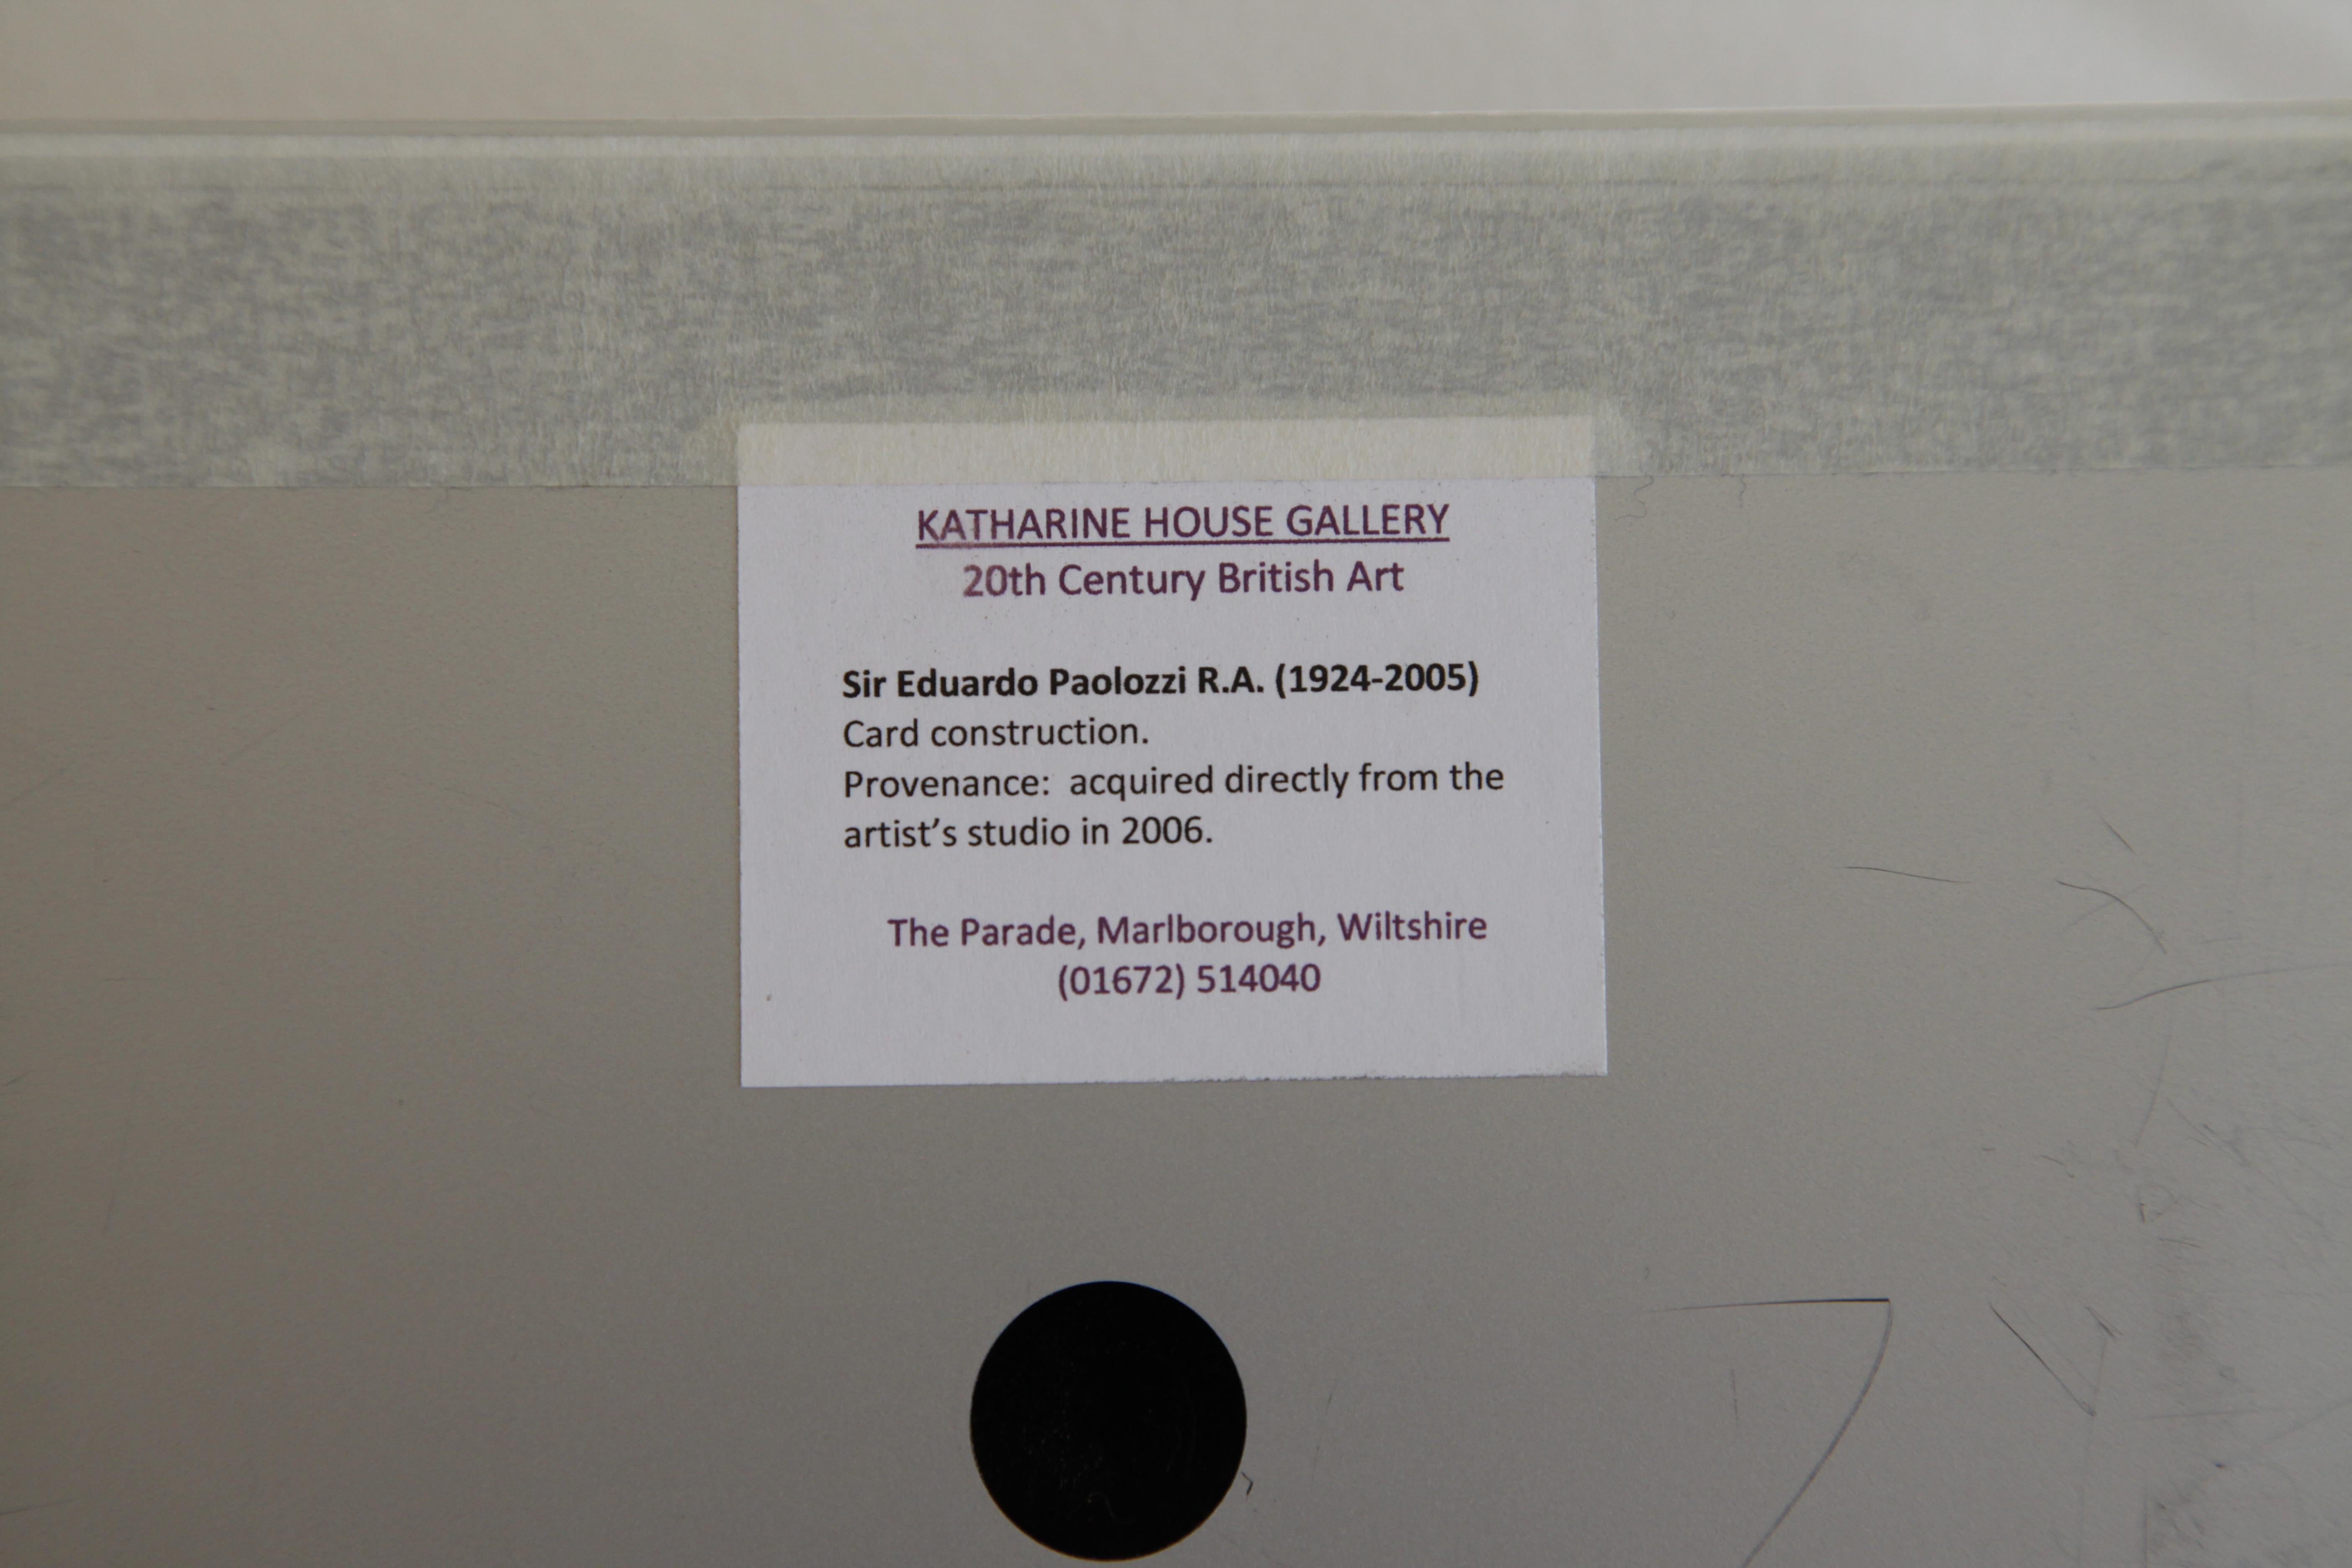 KATHARINE HOUSE GALLERY
20th Century British Art
Sir Eduardo Paolozzi R.A. (1924-2005)
Card construction.
Provenance:  acquired directly from the
artist’s studio in 2006.
The Parade, Marlborough, Wiltshire
(01672) 514040